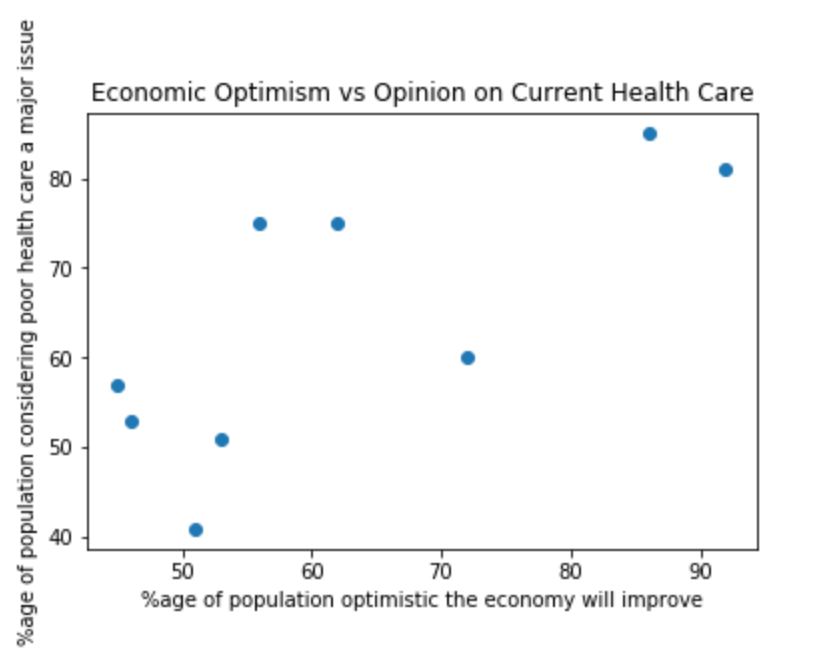 Economic Optimism vs Opinion on Current Health Care
%age of population considering poor health care a major issue
80
70
60
50
40
50 60 70 80 90
%age of population optimistic the economy will improve